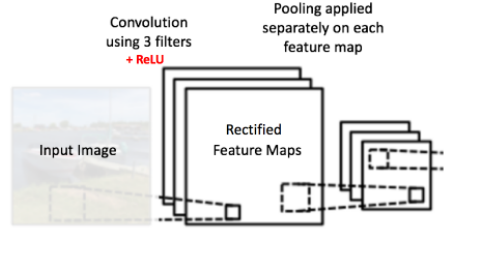 Convolution
using 3 filters
+ ReLU
Pooling applied
separately on each
feature map
Input Image
Rectified
Feature Maps